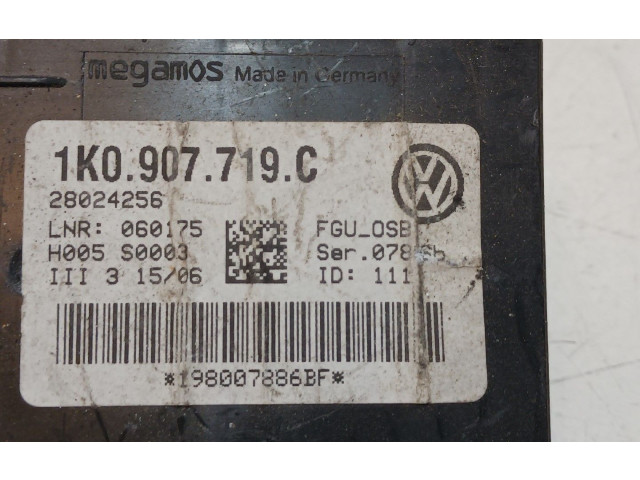 megamos Made in Germany
1K0.907.719.C
28024256
LNR: 060175 FGU_OSB
H005 S0003
III 3 15/06 ID: 111
*198007886BF*